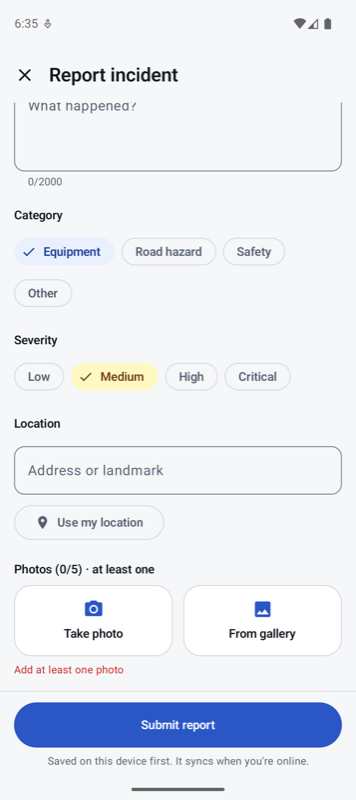 6:35
Report incident
What happened?
0/2000
Category
Equipment
Road hazard
Safety
Other
Severity
Low
Medium
High
Critical
Location
Address or landmark
Use my location
Photos (0/5) · at least one
Take photo
From gallery
Add at least one photo
Submit report
Saved on this device first. It syncs when you're online.